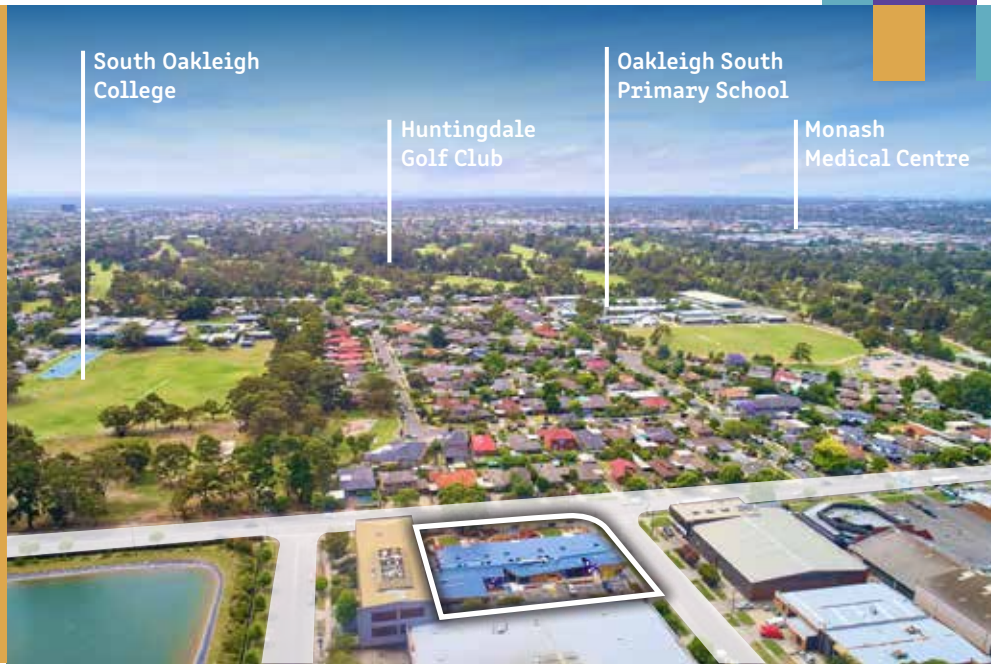 South Oakleigh
College
Huntingdale
Golf Club
Oakleigh South
Primary School
Monash
Medical Centre